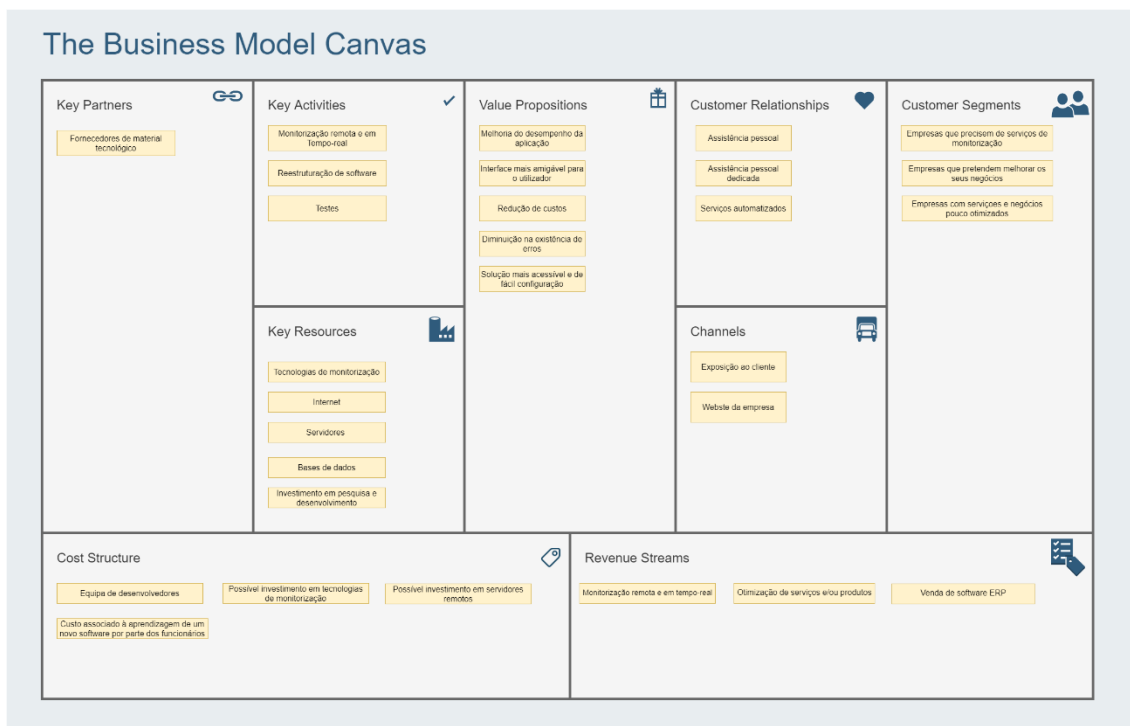 The Business Model Canvas
Key Partners
Fornecedores de material
tecnológico
Key Activities
Monitorização remota e em
Tempo-real
Reestruturação de software
Testes
Key Resources
Tecnologias de monitorização
Internet
Servidores
Bases de dados
Investimento em pesquisa e
desenvolvimento
Value Propositions
Melhoria do desempenho da
aplicação
Interface mais amigável para
o utilizador
Redução de custos
Diminuição na existência de
erros
Solução mais acessível e de
fácil configuração
Customer Relationships
Assistência pessoal
Assistência pessoal
dedicada
Serviços automatizados
Channels
Exposição ao cliente
Webste da empresa
Customer Segments
Empresas que precisem de serviços de
monitorização
Empresas que pretendem melhorar os
seus negócios
Empresas com serviçoes e negócios
pouco otimizados
Cost Structure
Equipa de desenvolvedores
Possível investimento em tecnologias
de monitorização
Possível investimento em servidores
remotos
Custo associado à aprendizagem de um
novo software por parte dos funcionários
Revenue Streams
Monitorização remota e em tempo-real
Otimização de serviços e/ou produtos
Venda de software ERP